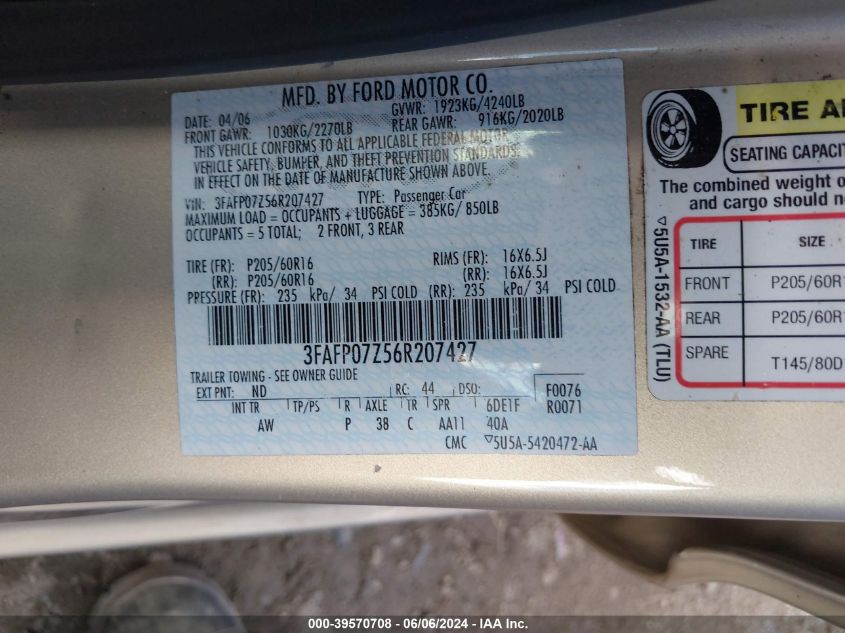 MFD. BY FORD MOTOR CO.
DATE: 04/06 GVWR: 1923KG/4240LB
FRONT GAWR: 1030KG/2270LB REAR GAWR: 916KG/2020LB
THIS VEHICLE CONFORMS TO ALL APPLICABLE FEDERAL MOTOR
VEHICLE SAFETY, BUMPER, AND THEFT PREVENTION STANDARDS
IN EFFECT ON THE DATE OF MANUFACTURE SHOWN ABOVE.
VIN: 3FAFP07Z56R207427 TYPE: Passenger Car
MAXIMUM LOAD = OCCUPANTS + LUGGAGE = 385KG/ 850LB
OCCUPANTS = 5 TOTAL; 2 FRONT, 3 REAR
TIRE (FR): P205/60R16 RIMS (FR): 16X6.5J
(RR): P205/60R16 (RR): 16X6.5J
PRESSURE (FR): 235 kPa/ 34 PSI COLD (RR): 235 kPa/ 34 PSI COLD
3FAFP07Z56R207427
TRAILER TOWING - SEE OWNER GUIDE
EXT PNT: ND RC: 44 DSO: F0076
INT TR TP/PS R AXLE TR SPR 6DE1F R0071
AW P 38 C AA11 40A
CMC ▽5U5A-5420472-AA
TIRE A
SEATING CAPACI
The combined weight o
and cargo should n
TIRE SIZE
FRONT P205/60R1
REAR P205/60R1
SPARE T145/80D
▽5U5A-1532-AA (TLU)
000-39570708 - 06/06/2024 - IAA Inc.